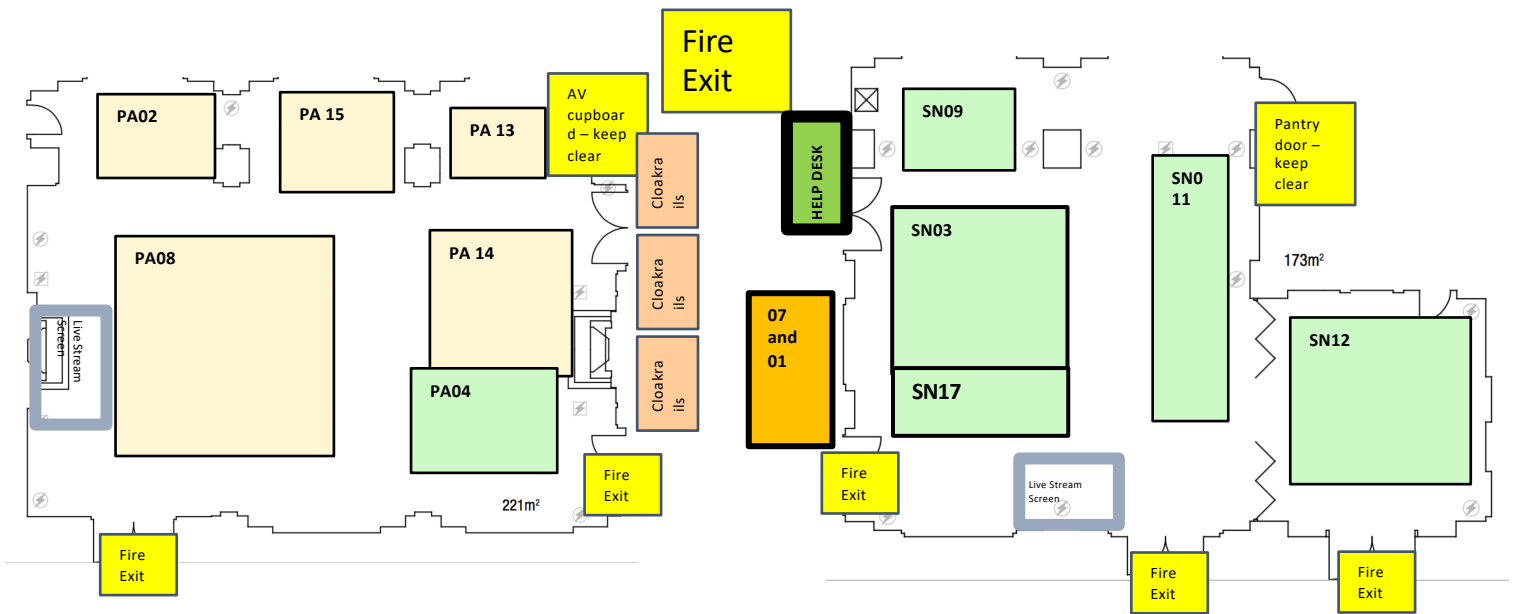 Fire
Exit
PA02
PA 15
PA 13
AV
cupboar
d – keep
clear
Cloakra
ils
HELP DESK
SN09
SN0
11
Pantry
door –
keep
clear
PA08
PA 14
Cloakra
ils
SN03
173m²
Live Stream
Screen
07
and
01
SN12
Cloakra
ils
PA04
SN17
Fire
Exit
Fire
Exit
Live Stream
Screen
221m²
Fire
Exit
Fire
Exit
Fire
Exit